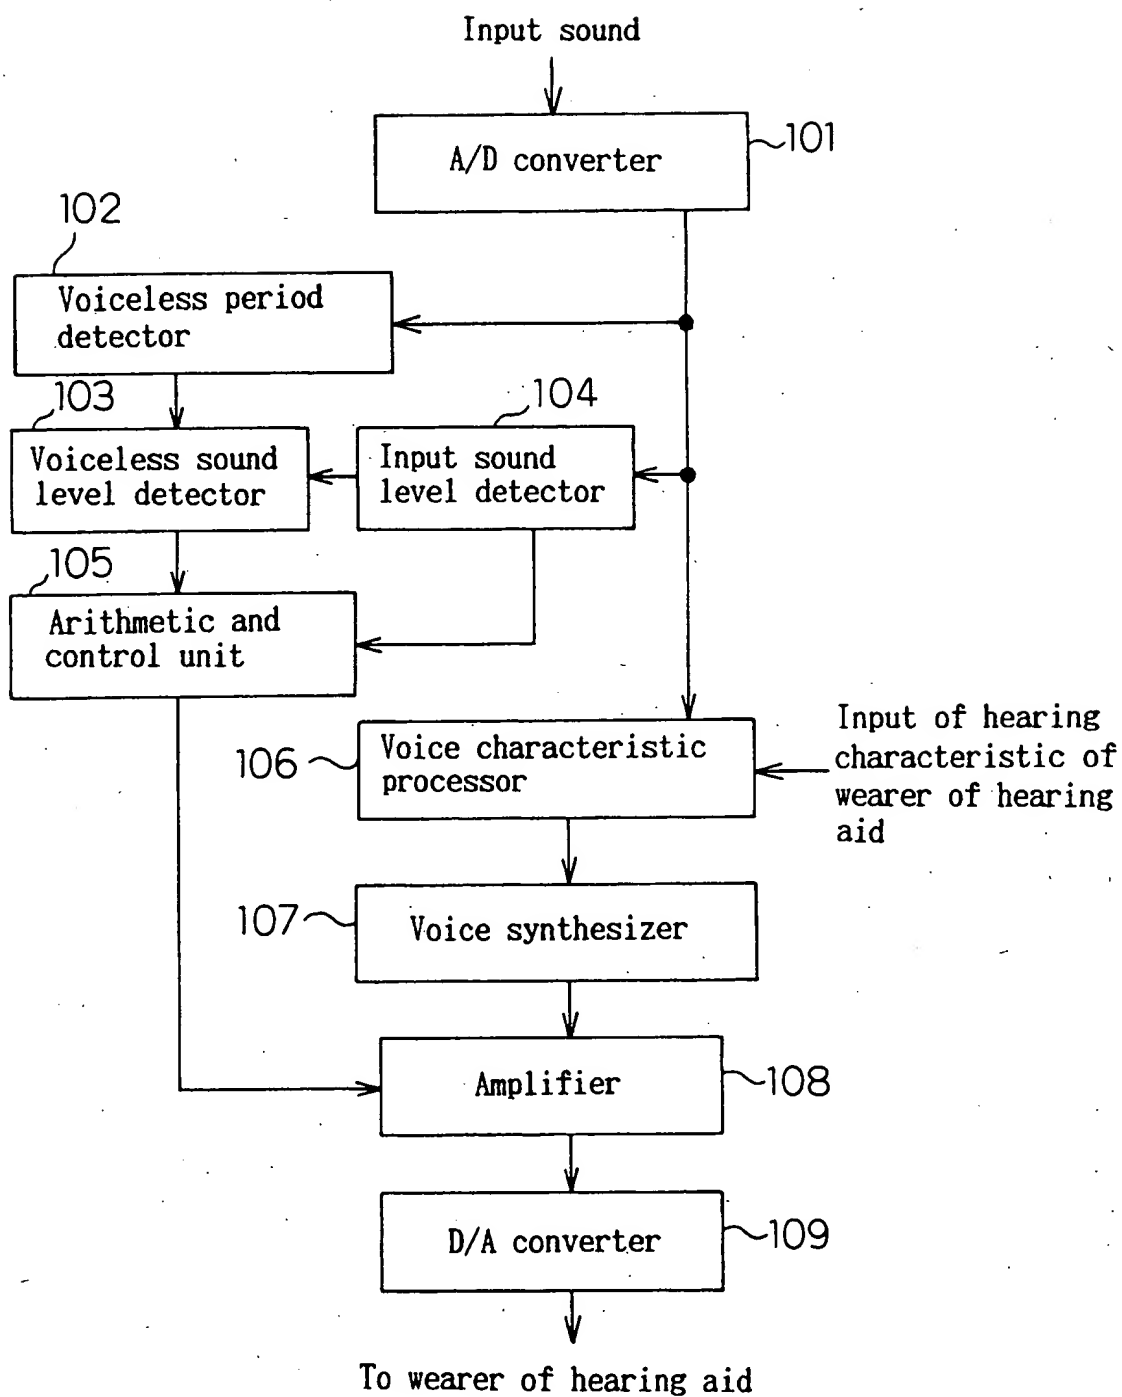 Input sound
A/D converter
101
102
Voiceless period
detector
103
Voiceless sound
level detector
104
Input sound
level detector
105
Arithmetic and
control unit
106
Voice characteristic
processor
Input of hearing
characteristic of
wearer of hearing
aid
107
Voice synthesizer
Amplifier
108
D/A converter
109
To wearer of hearing aid